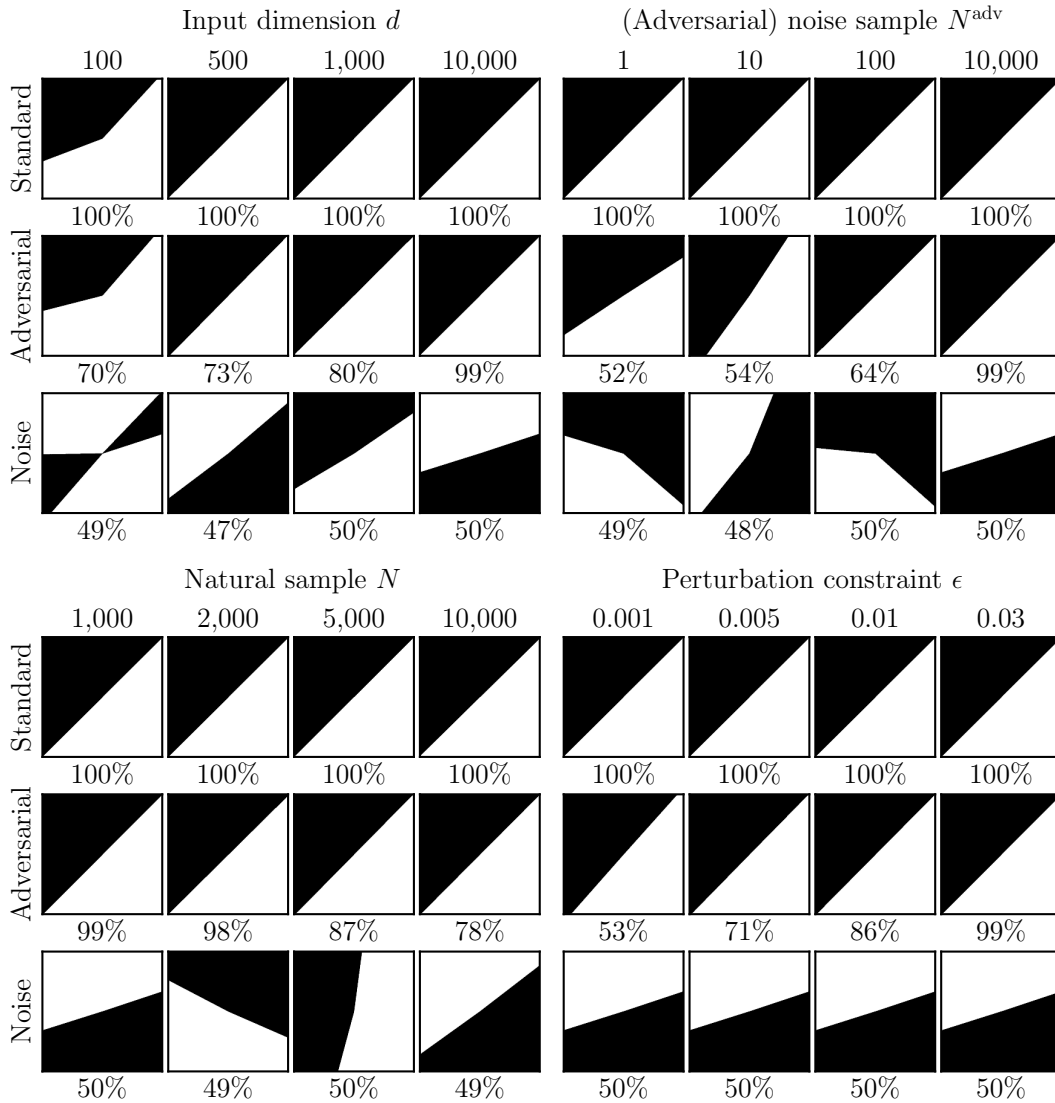 Input dimension d
(Adversarial) noise sample N^adv
100 500 1,000 10,000
1 10 100 10,000
Standard
100% 100% 100% 100%
100% 100% 100% 100%
Adversarial
70% 73% 80% 99%
52% 54% 64% 99%
Noise
49% 47% 50% 50%
49% 48% 50% 50%
Natural sample N
Perturbation constraint ϵ
1,000 2,000 5,000 10,000
0.001 0.005 0.01 0.03
Standard
100% 100% 100% 100%
100% 100% 100% 100%
Adversarial
99% 98% 87% 78%
53% 71% 86% 99%
Noise
50% 49% 50% 49%
50% 50% 50% 50%